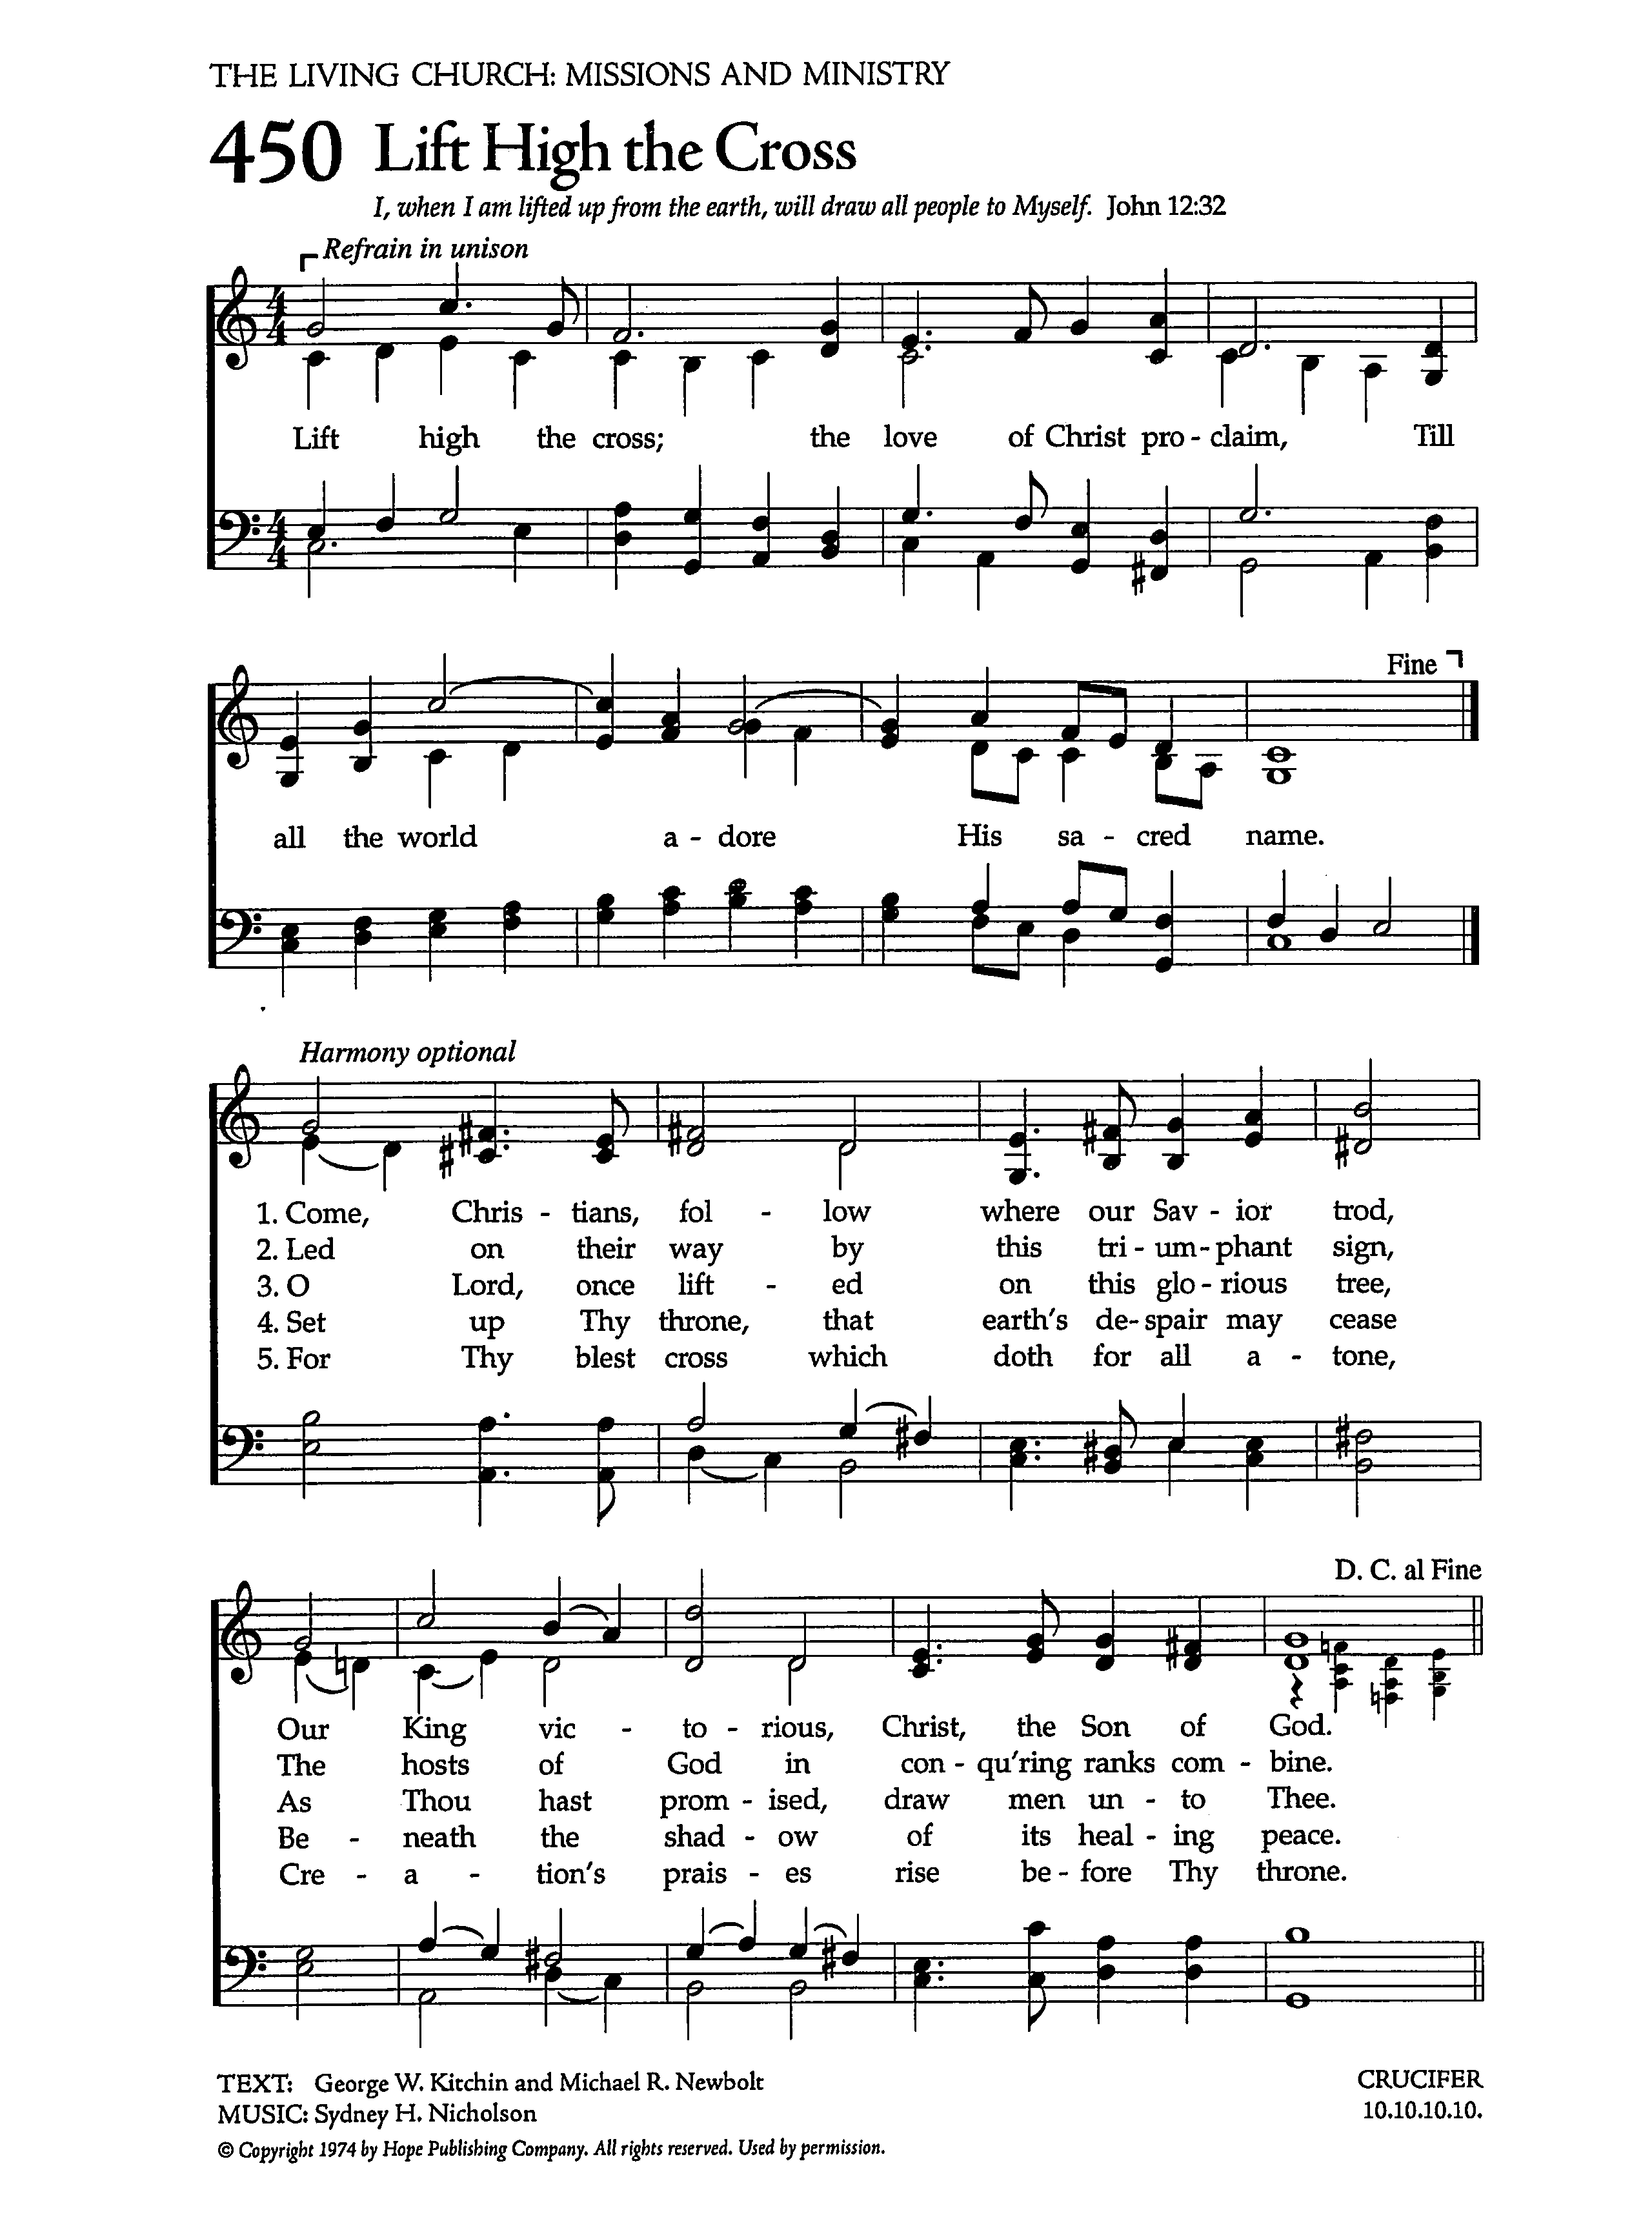 THE LIVING CHURCH: MISSIONS AND MINISTRY
450 Lift High the Cross
I, when I am lifted up from the earth, will draw all people to Myself. John 12:32
Refrain in unison
Lift high the cross; the love of Christ pro - claim, Till
Fine
all the world a - dore His sa - cred name.
Harmony optional
1. Come, Chris - tians, fol - low where our Sav - ior trod,
2. Led on their way by this tri - um - phant sign,
3. O Lord, once lift - ed on this glo - rious tree,
4. Set up Thy throne, that earth's de - spair may cease
5. For Thy blest cross which doth for all a - tone,
D. C. al Fine
Our King vic - to - rious, Christ, the Son of God.
The hosts of God in con - qu'ring ranks com - bine.
As Thou hast prom - ised, draw men un - to Thee.
Be - neath the shad - ow of its heal - ing peace.
Cre - a - tion's prais - es rise be - fore Thy throne.
TEXT: George W. Kitchin and Michael R. Newbolt
MUSIC: Sydney H. Nicholson
© Copyright 1974 by Hope Publishing Company. All rights reserved. Used by permission.
CRUCIFER
10.10.10.10.